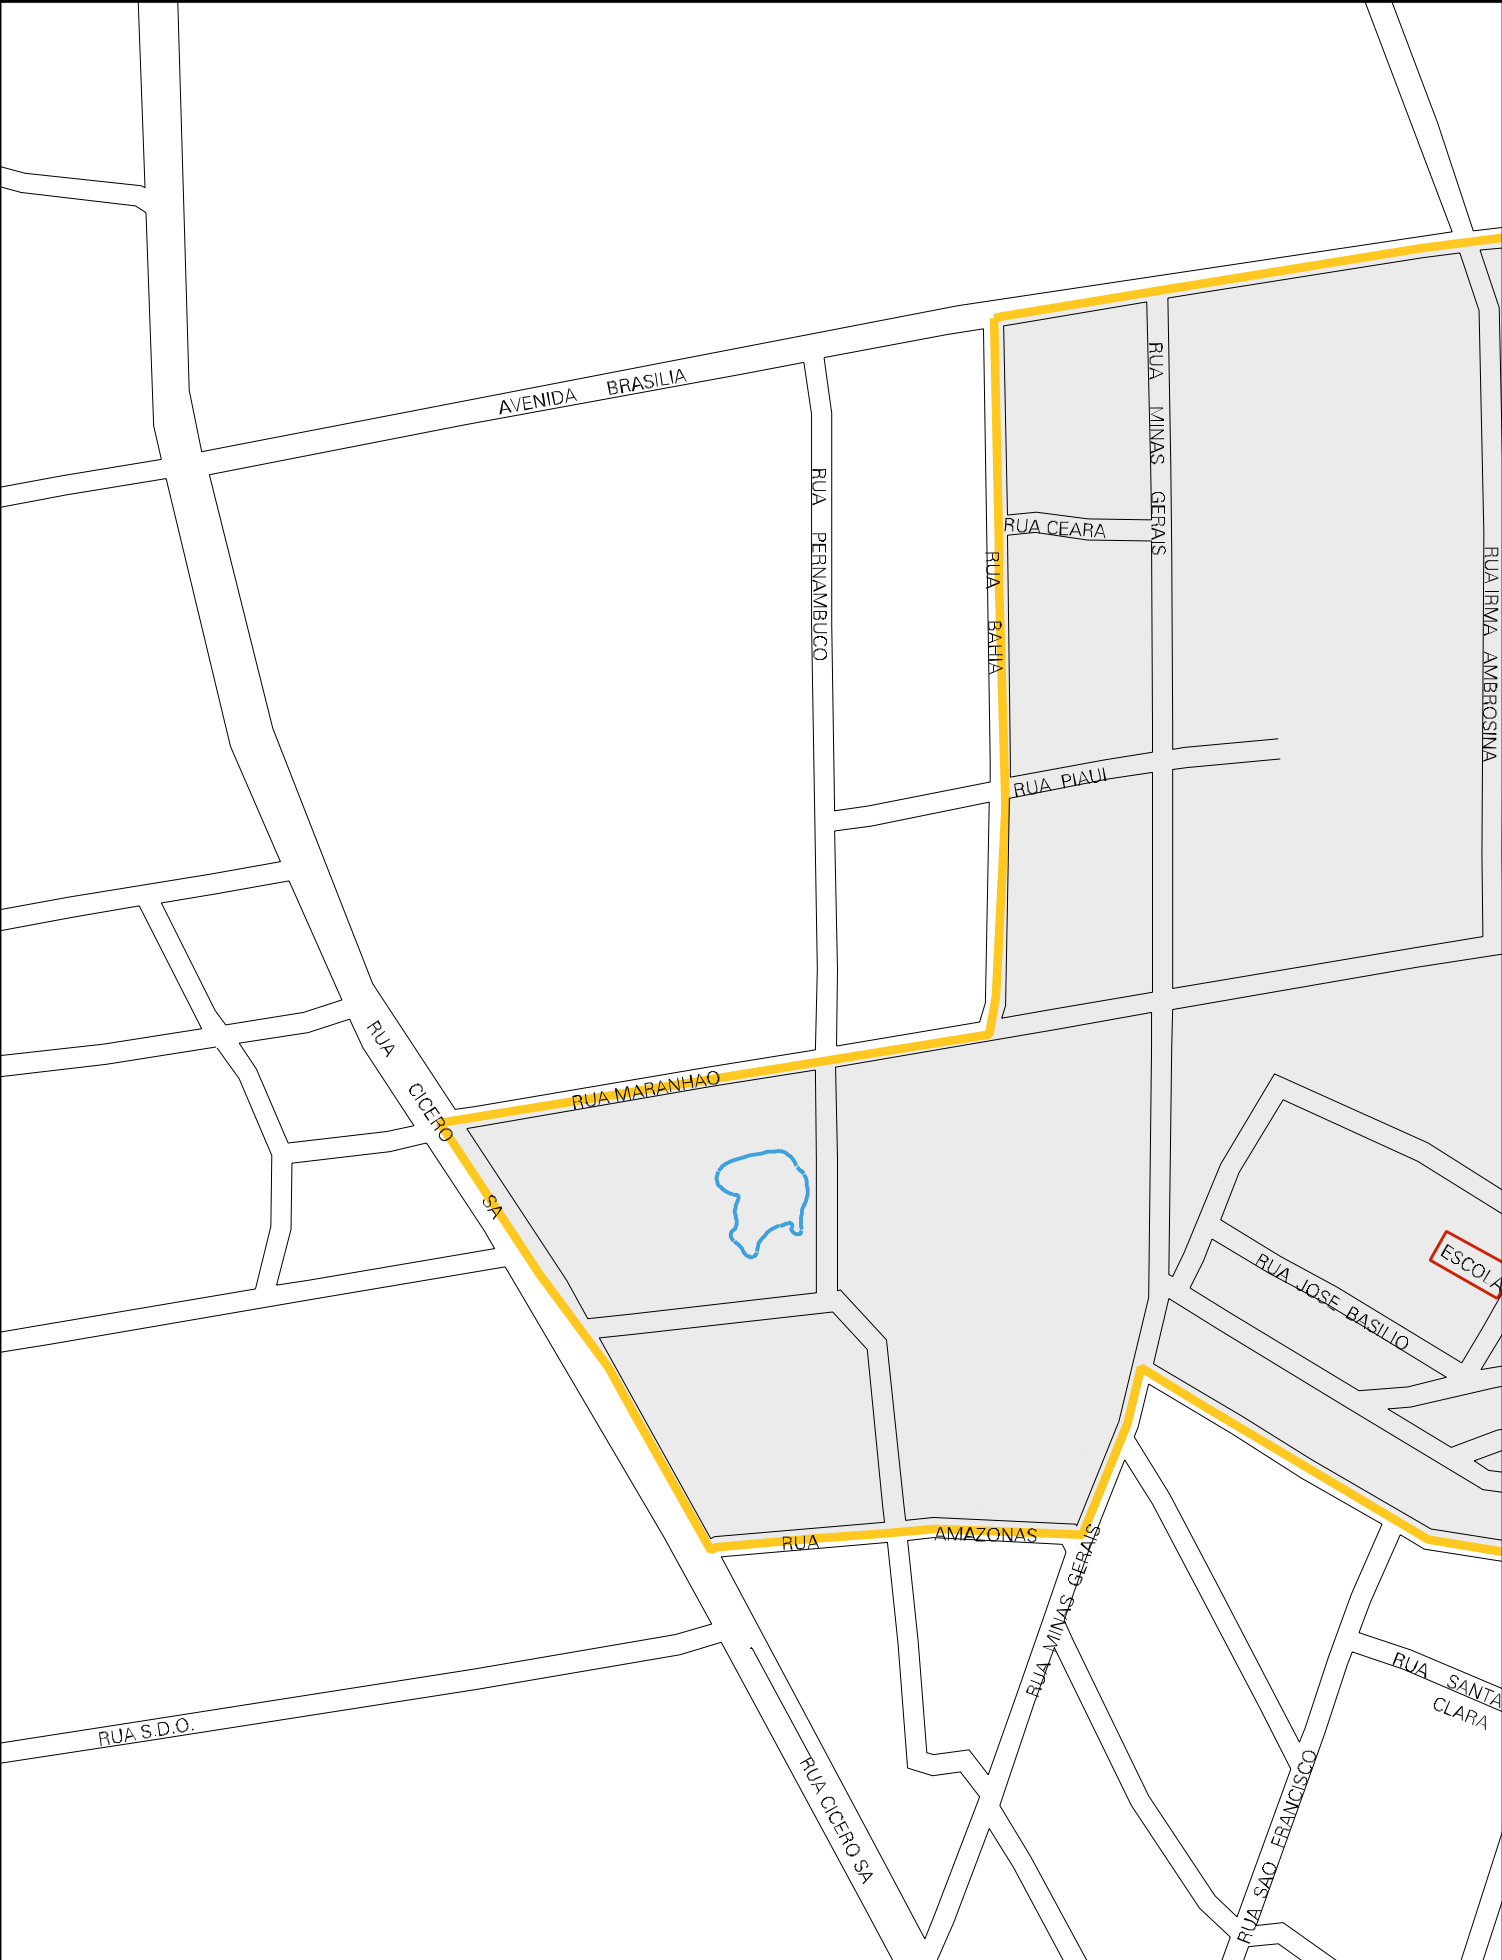 AVENIDA BRASILIA
RUA MINAS GERAIS
RUA PERNAMBUCO
RUA CEARA
RUA BAHIA
RUA IRMA AMBROSINA
RUA PIAUI
RUA CICERO SA
RUA MARANHAO
RUA JOSE BASILIO
ESCOLA
RUA AMAZONAS
RUA MINAS GERAIS
RUA SANTA
CLARA
RUA S.D.O.
RUA CICERO SA
RUA SAO FRANCISCO